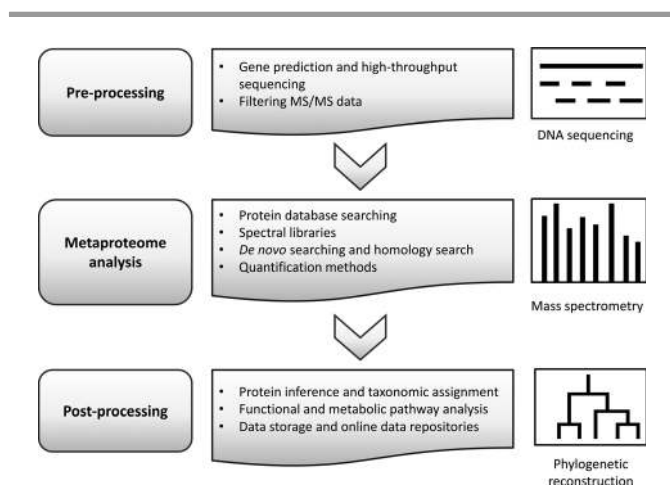 Pre-processing
• Gene prediction and high-throughput
sequencing
• Filtering MS/MS data
DNA sequencing
Metaproteome
analysis
• Protein database searching
• Spectral libraries
• De novo searching and homology search
• Quantification methods
Mass spectrometry
Post-processing
• Protein inference and taxonomic assignment
• Functional and metabolic pathway analysis
• Data storage and online data repositories
Phylogenetic
reconstruction